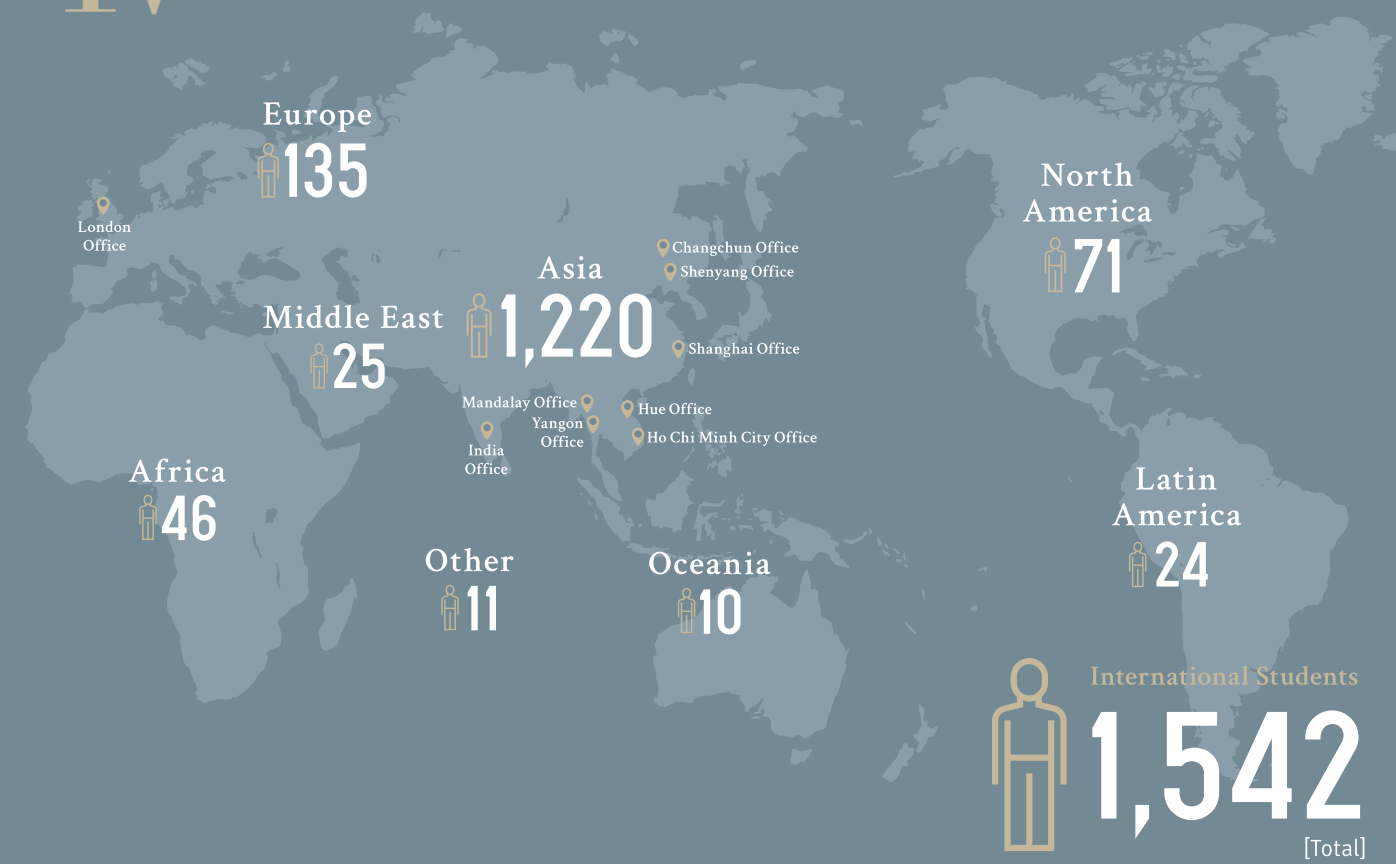 Europe
135
London
Office
North
America
71
Changchun Office
Shenyang Office
Asia
1,220
Middle East
25
Shanghai Office
Mandalay Office
Hue Office
Yangon
Office
Ho Chi Minh City Office
India
Office
Africa
46
Latin
America
24
Other
11
Oceania
10
International Students
1,542
[Total]